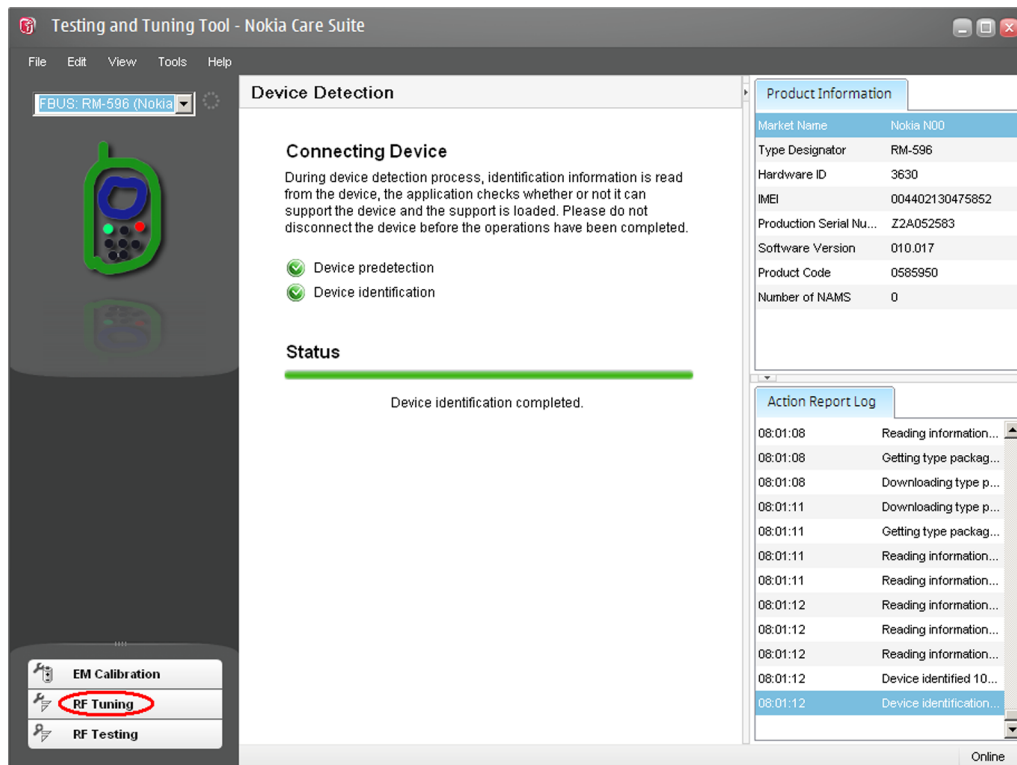 Testing and Tuning Tool - Nokia Care Suite
File Edit View Tools Help
FBUS: RM-596 (Nokia
Device Detection
Connecting Device
During device detection process, identification information is read
from the device, the application checks whether or not it can
support the device and the support is loaded. Please do not
disconnect the device before the operations have been completed.
Device predetection
Device identification
Status
Device identification completed.
EM Calibration
RF Tuning
RF Testing
Product Information
Market Name Nokia N00
Type Designator RM-596
Hardware ID 3630
IMEI 004402130475852
Production Serial Nu... Z2A052583
Software Version 010.017
Product Code 0585950
Number of NAMS 0
Action Report Log
08:01:08 Reading information...
08:01:08 Getting type packag...
08:01:08 Downloading type p...
08:01:11 Downloading type p...
08:01:11 Getting type packag...
08:01:11 Reading information...
08:01:11 Reading information...
08:01:12 Reading information...
08:01:12 Reading information...
08:01:12 Reading information...
08:01:12 Device identified 10...
08:01:12 Device identification...
Online